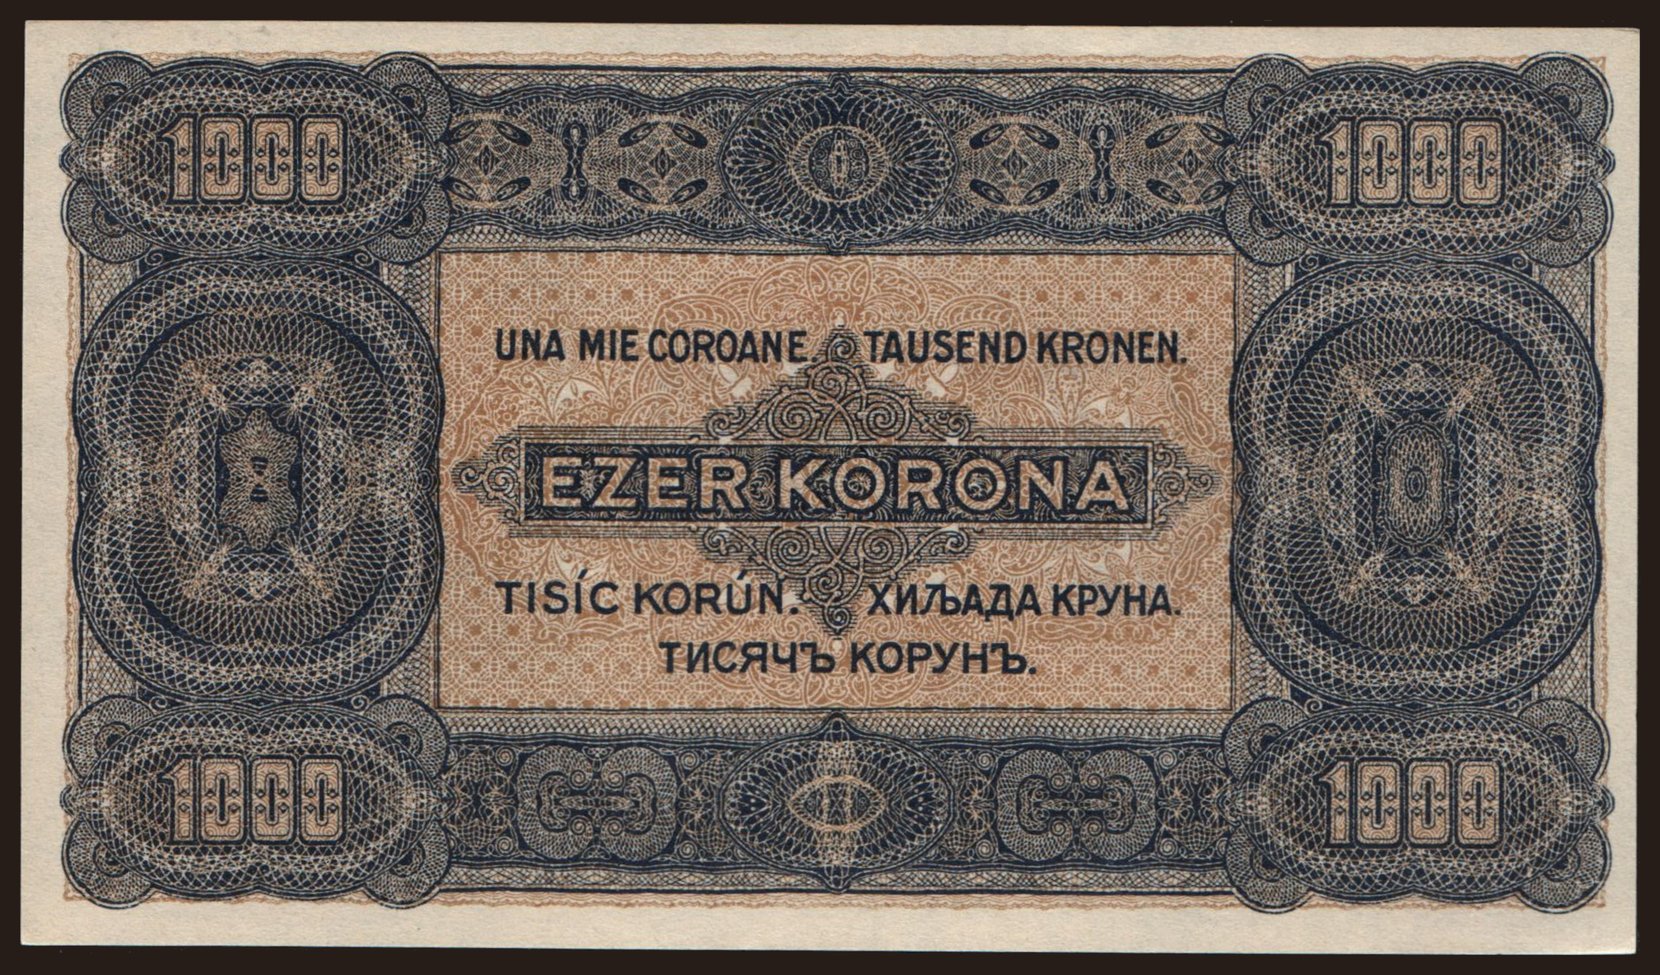 1000 1000
UNA MIE COROANE TAUSEND KRONEN.
EZER KORONA
TISÍC KORÚN. ХИЉАДА КРУНА.
ТИСЯЧЪ КОРУНЪ.
1000 1000